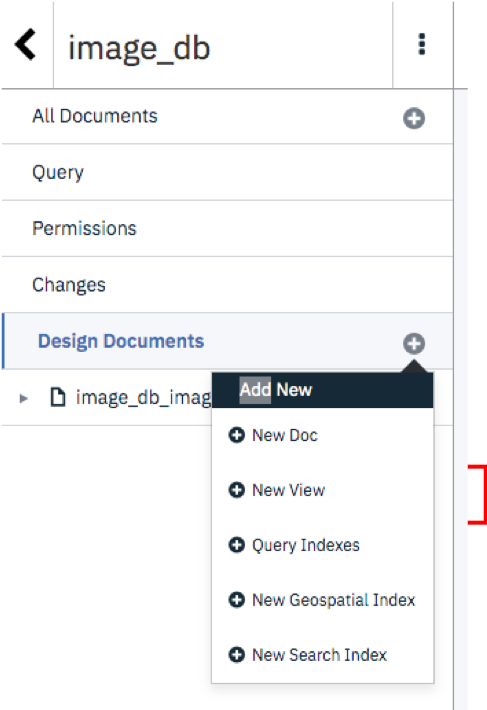 image_db
All Documents
Query
Permissions
Changes
Design Documents
image_db_imag
Add New
New Doc
New View
Query Indexes
New Geospatial Index
New Search Index